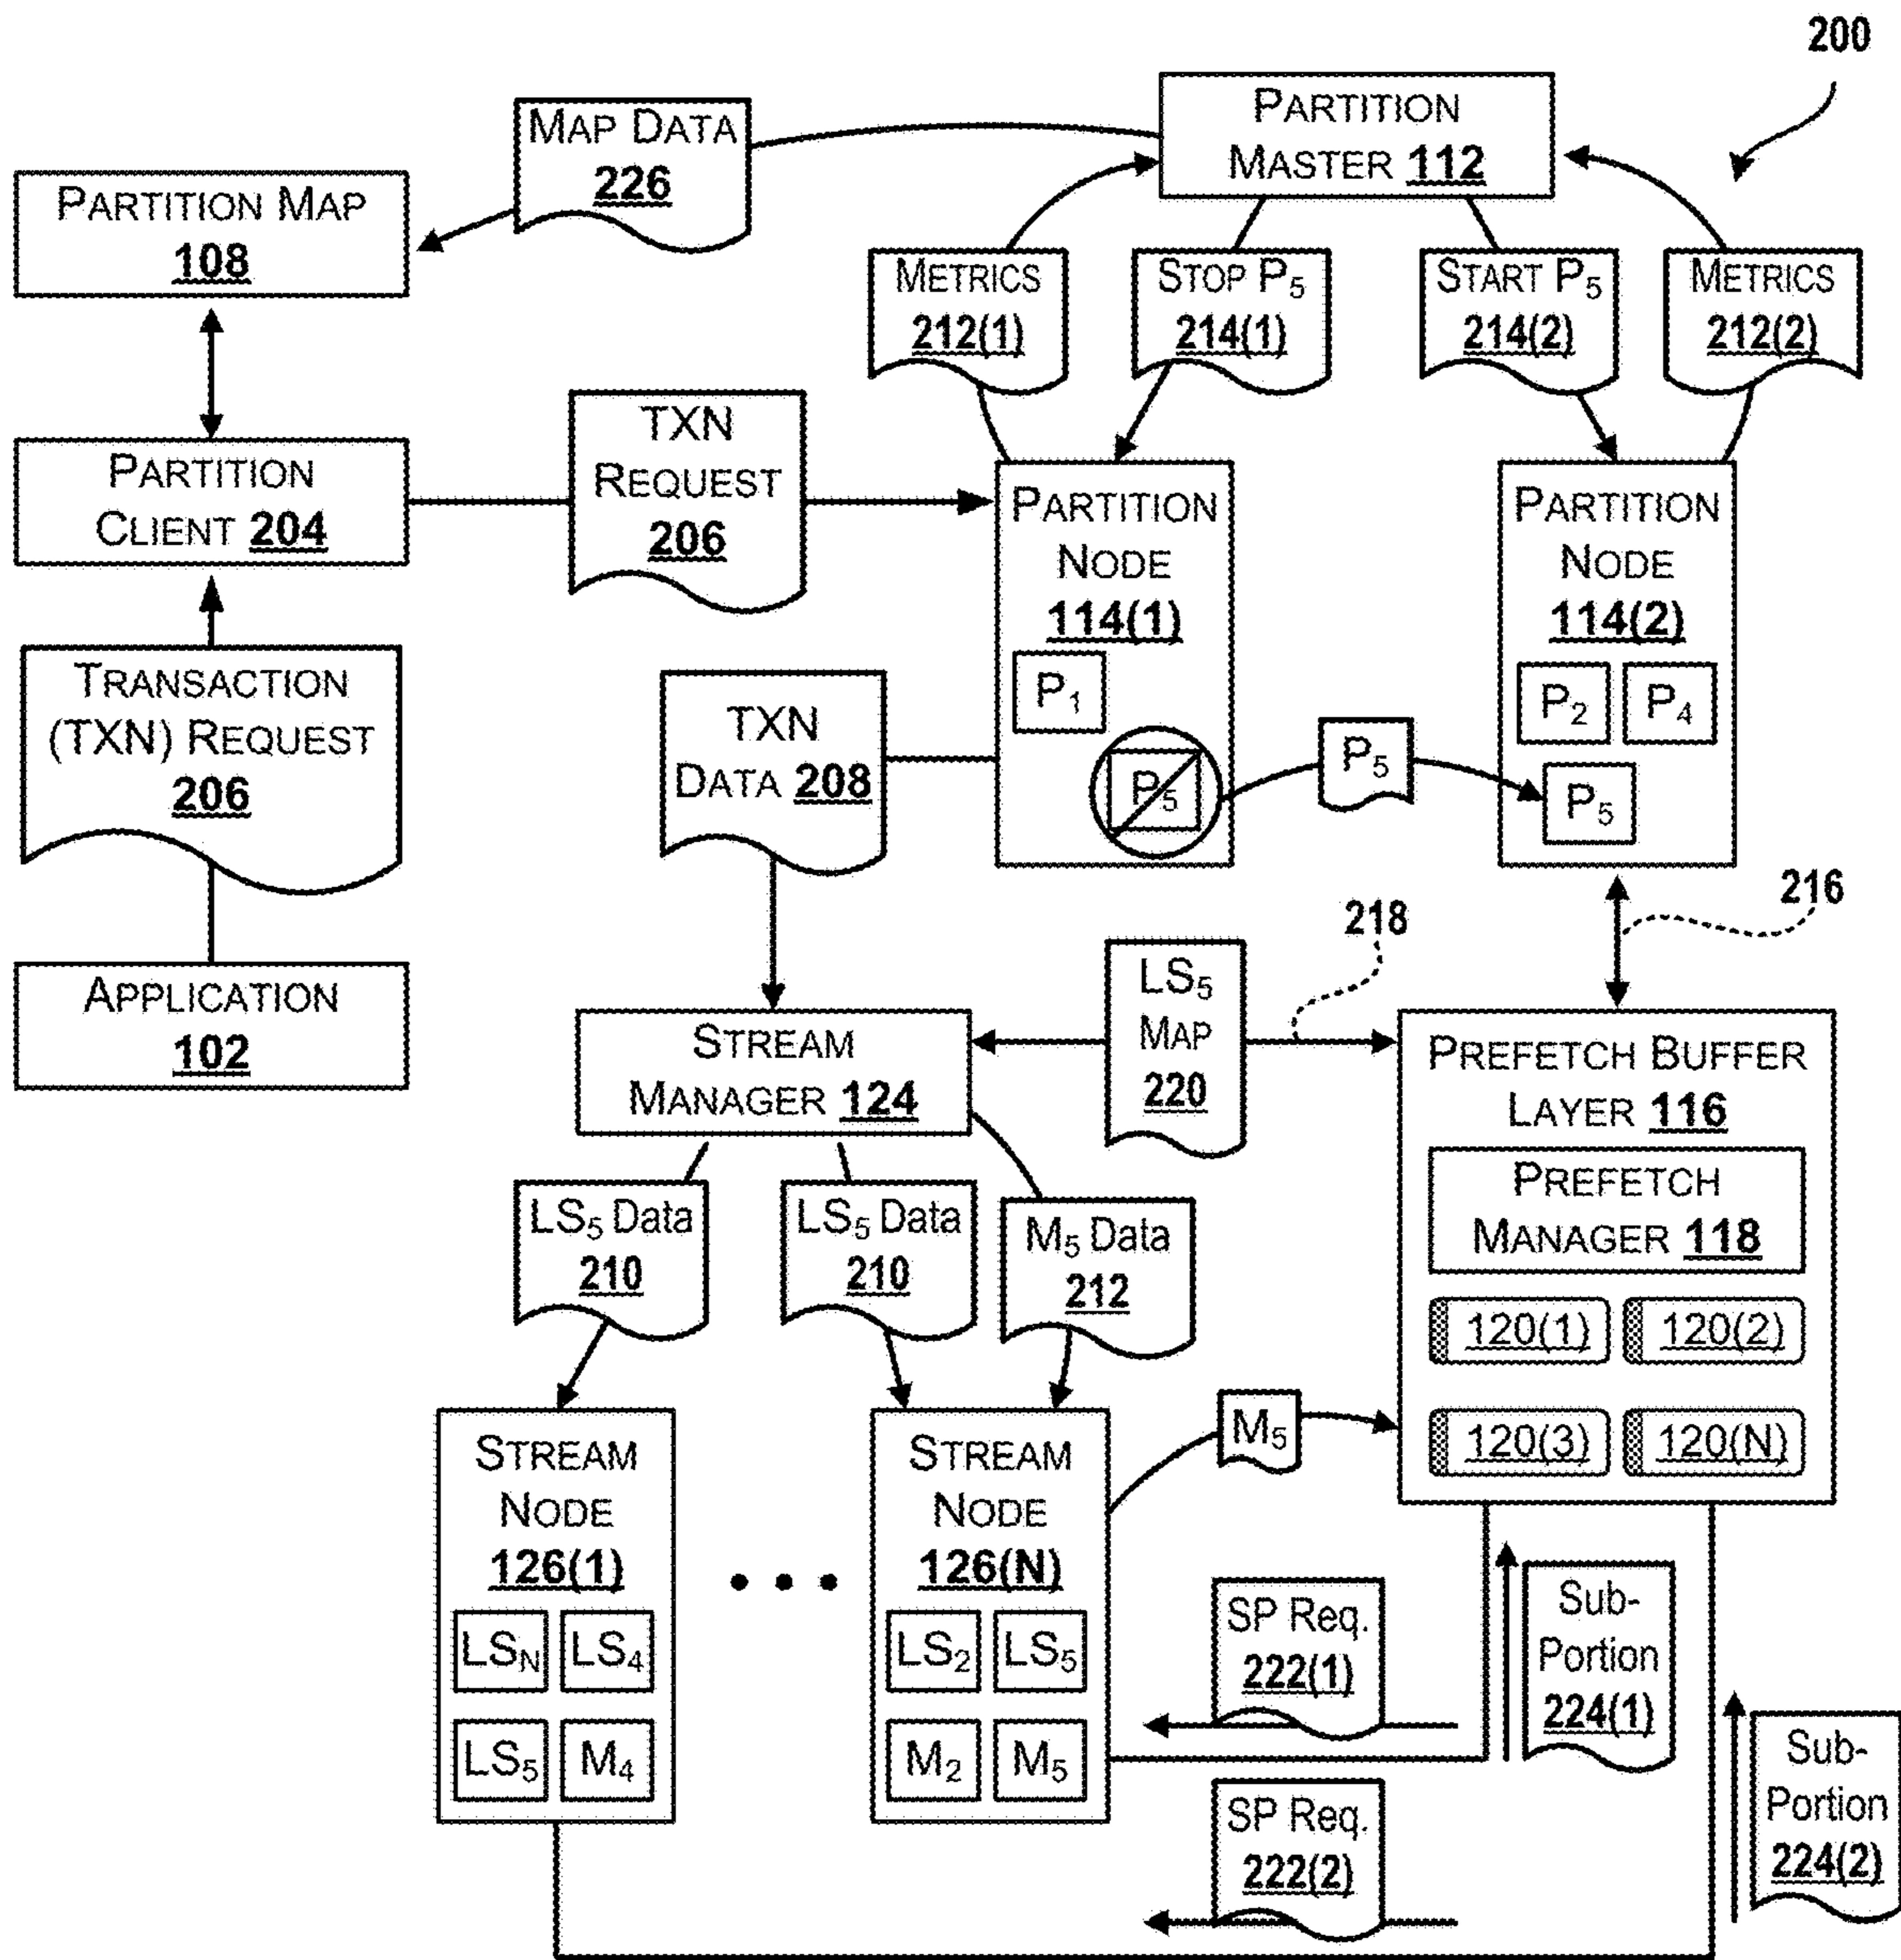 200
PARTITION
MASTER 112
MAP DATA
226
PARTITION MAP
108
METRICS
212(1)
STOP P5
214(1)
START P5
214(2)
METRICS
212(2)
TXN
REQUEST
206
PARTITION
CLIENT 204
PARTITION
NODE
114(1)
P1
P5
P5
PARTITION
NODE
114(2)
P2
P4
P5
TRANSACTION
(TXN) REQUEST
206
TXN
DATA 208
216
218
APPLICATION
102
STREAM
MANAGER 124
LS5
MAP
220
PREFETCH BUFFER
LAYER 116
PREFETCH
MANAGER 118
120(1)
120(2)
120(3)
120(N)
LS5 Data
210
LS5 Data
210
M5 Data
212
M5
STREAM
NODE
126(1)
LSN
LS4
LS5
M4
• • •
STREAM
NODE
126(N)
LS2
LS5
M2
M5
SP Req.
222(1)
Sub-
Portion
224(1)
SP Req.
222(2)
Sub-
Portion
224(2)